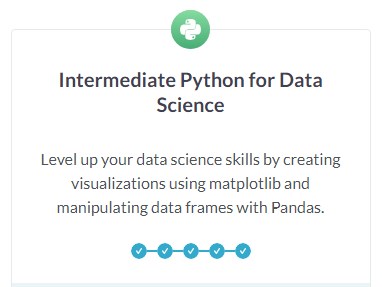 Intermediate Python for Data
Science
Level up your data science skills by creating
visualizations using matplotlib and
manipulating data frames with Pandas.